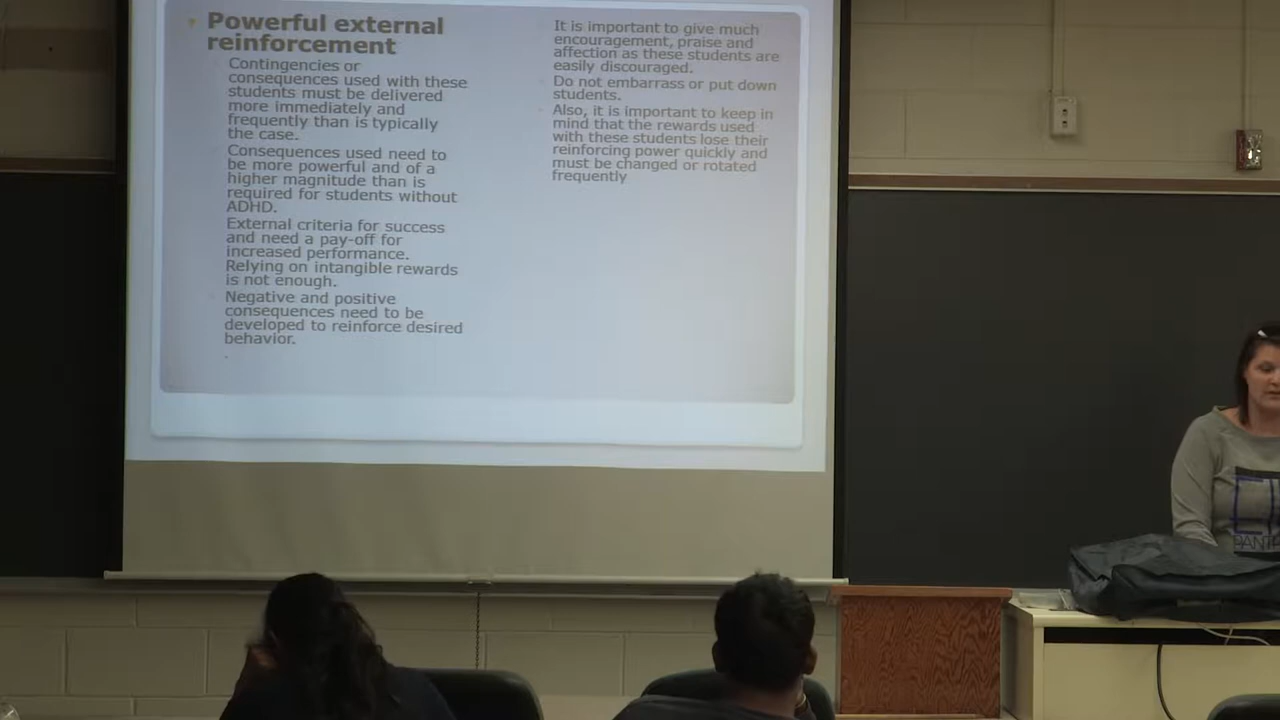 Powerful external
reinforcement
Contingencies or
consequences used with these
students must be delivered
more immediately and
frequently than is typically
the case.
Consequences used need to
be more powerful and of a
higher magnitude than is
required for students without
ADHD.
External criteria for success
and need a pay-off for
increased performance.
Relying on intangible rewards
is not enough.
Negative and positive
consequences need to be
developed to reinforce desired
behavior.
.
It is important to give much
encouragement, praise and
affection as these students are
easily discouraged.
Do not embarrass or put down
students.
Also, it is important to keep in
mind that the rewards used
with these students lose their
reinforcing power quickly and
must be changed or rotated
frequently